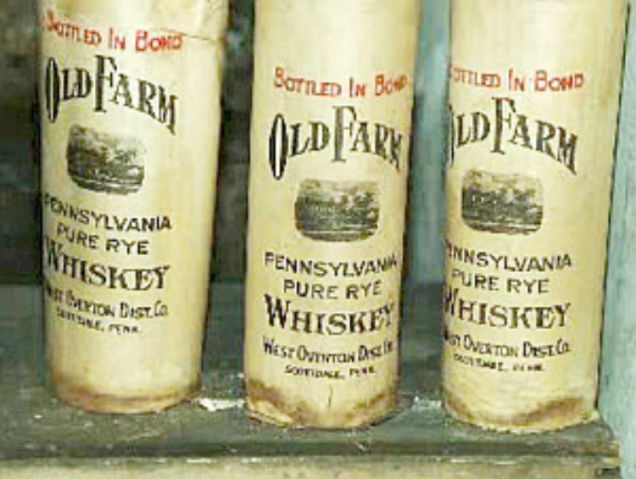 BOTTLED IN BOND
OLD FARM
PENNSYLVANIA
PURE RYE
WHISKEY
WEST OVERTON DIST. CO.
SCOTTDALE, PENN.
BOTTLED IN BOND
OLD FARM
PENNSYLVANIA
PURE RYE
WHISKEY
WEST OVERTON DIST.
SCOTTDALE, PENN.
BOTTLED IN BOND
OLD FARM
PENNSYLVANIA
PURE RYE
WHISKEY
WEST OVERTON DIST. CO.
SCOTTDALE, PENN.